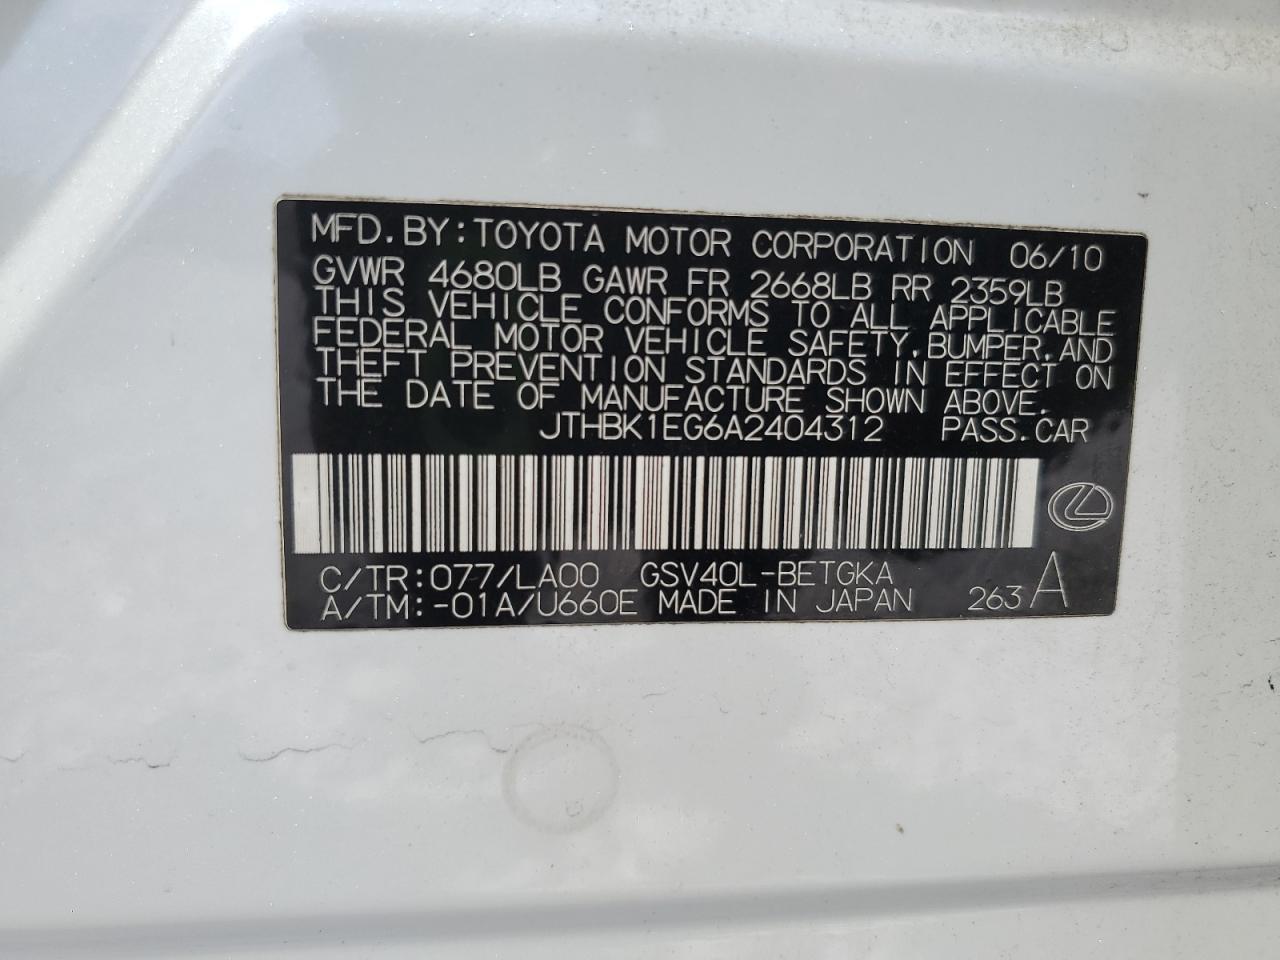 MFD. BY: TOYOTA MOTOR CORPORATION 06/10
GVWR 4680LB GAWR FR 2668LB RR 2359LB
THIS VEHICLE CONFORMS TO ALL APPLICABLE
FEDERAL MOTOR VEHICLE SAFETY, BUMPER, AND
THEFT PREVENTION STANDARDS IN EFFECT ON
THE DATE OF MANUFACTURE SHOWN ABOVE.
JTHBK1EG6A2404312 PASS. CAR
C/TR: 077/LA00 GSV40L-BETGKA
A/TM: -01A/U660E MADE IN JAPAN 263 A